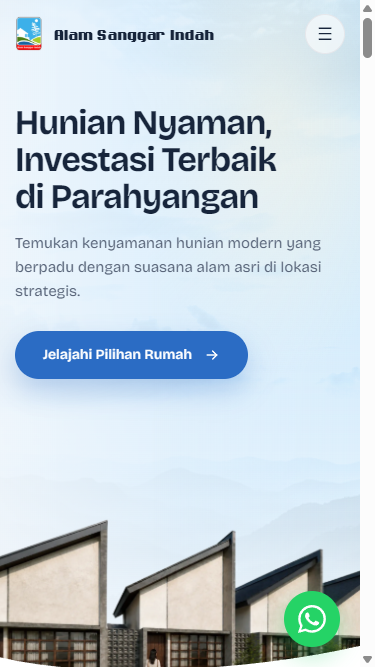 Alam Sanggar Indah
Hunian Nyaman,
Investasi Terbaik
di Parahyangan
Temukan kenyamanan hunian modern yang
berpadu dengan suasana alam asri di lokasi
strategis.
Jelajahi Pilihan Rumah →